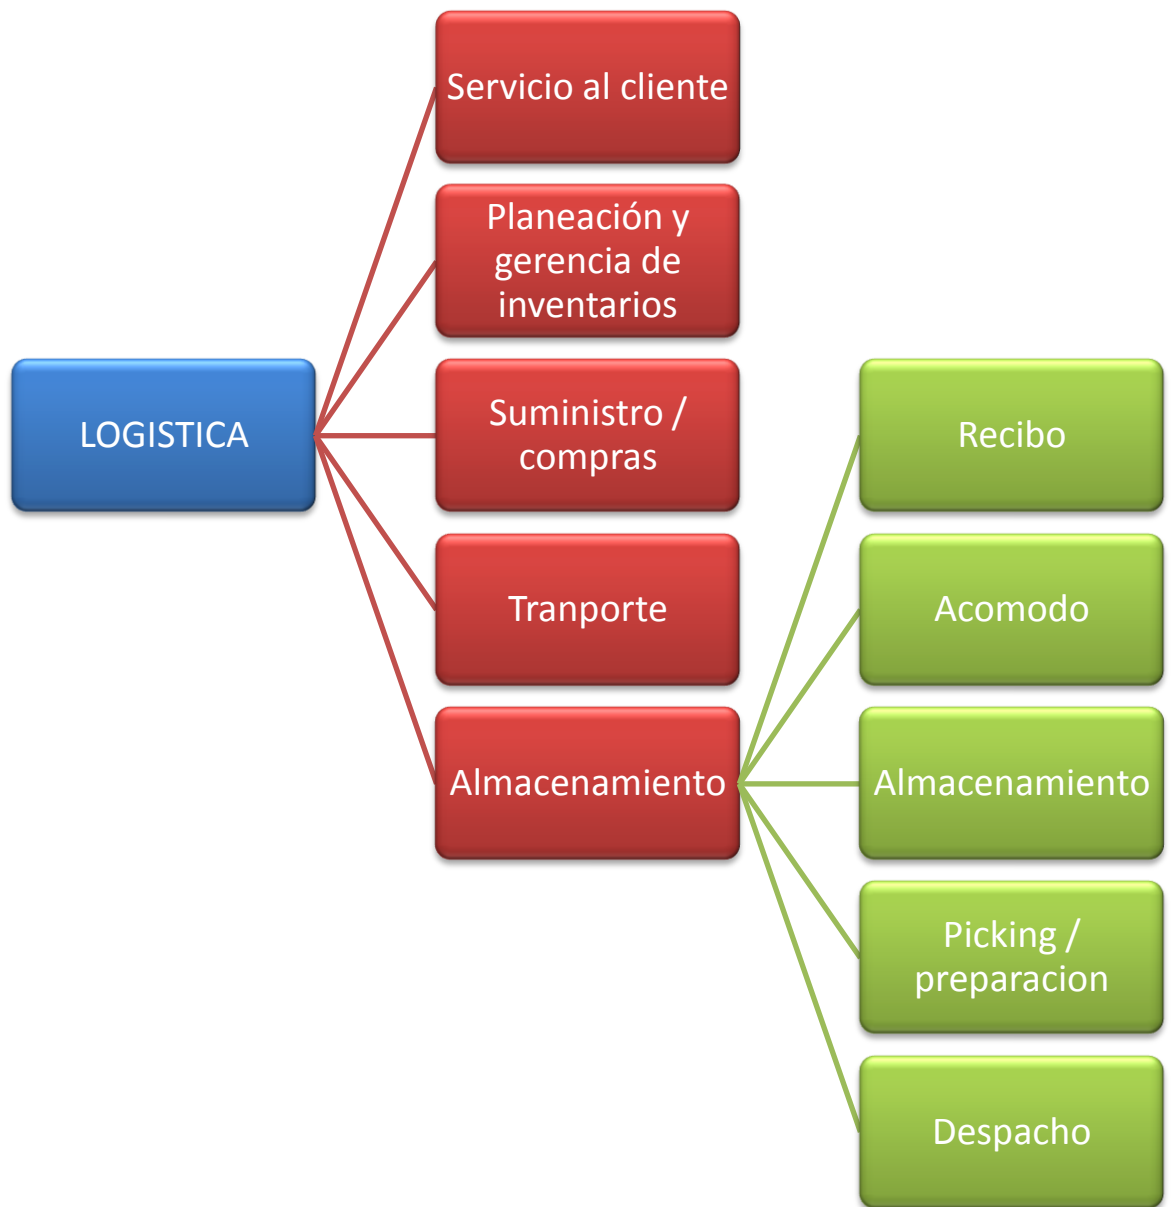 LOGISTICA
Servicio al cliente
Planeación y
gerencia de
inventarios
Suministro /
compras
Tranporte
Almacenamiento
Recibo
Acomodo
Almacenamiento
Picking /
preparacion
Despacho